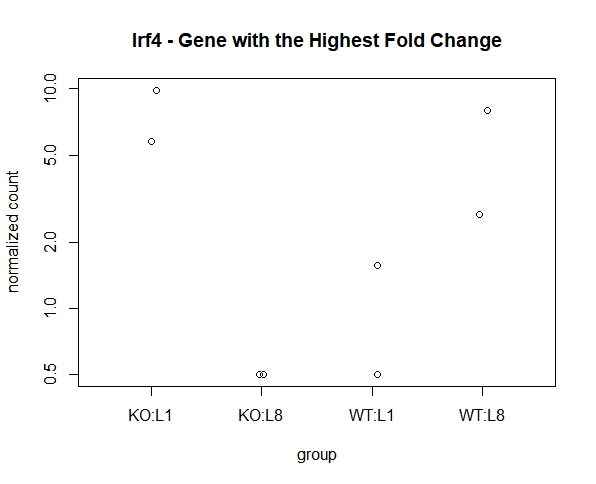 Irf4 - Gene with the Highest Fold Change
normalized count
10.0
5.0
2.0
1.0
0.5
KO:L1 KO:L8 WT:L1 WT:L8
group